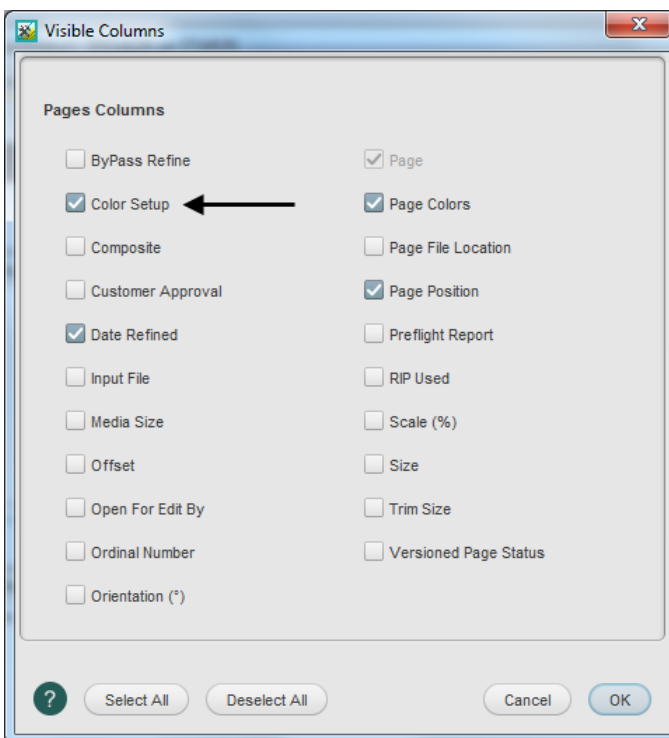 Visible Columns
Pages Columns
ByPass Refine
Page
Color Setup
Page Colors
Composite
Page File Location
Customer Approval
Page Position
Date Refined
Preflight Report
Input File
RIP Used
Media Size
Scale (%)
Offset
Size
Open For Edit By
Trim Size
Ordinal Number
Versioned Page Status
Orientation (°)
? Select All Deselect All Cancel OK